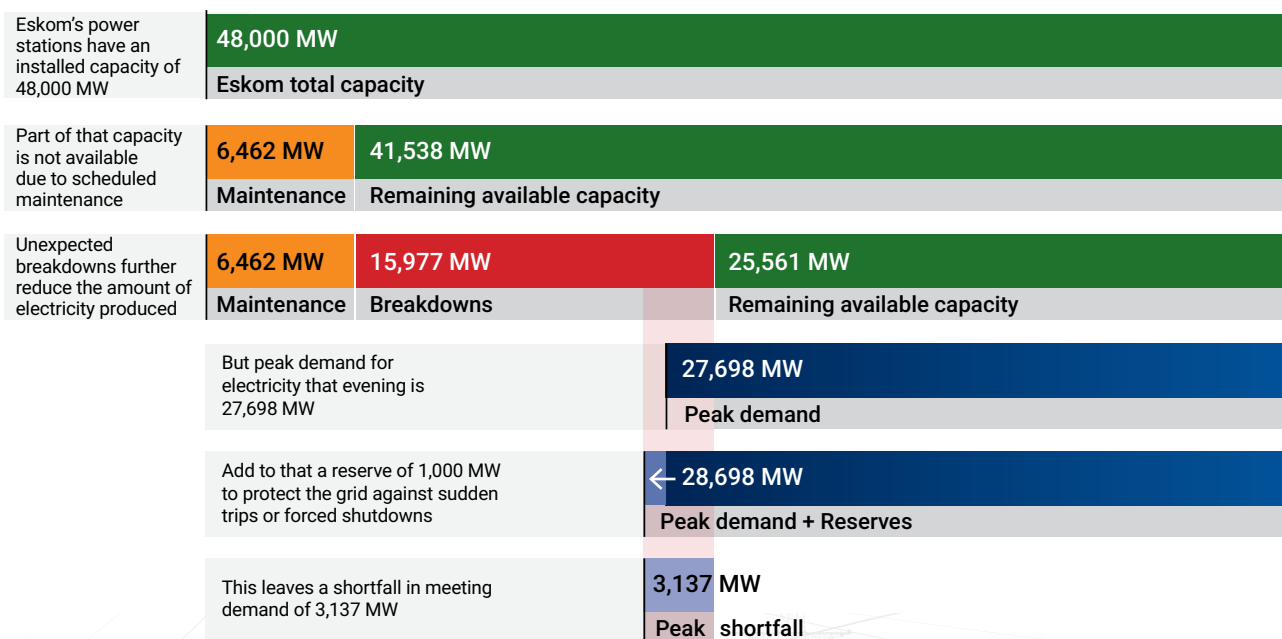 Eskom’s power
stations have an
installed capacity of
48,000 MW
48,000 MW
Eskom total capacity
Part of that capacity
is not available
due to scheduled
maintenance
6,462 MW
41,538 MW
Maintenance
Remaining available capacity
Unexpected
breakdowns further
reduce the amount of
electricity produced
6,462 MW
15,977 MW
25,561 MW
Maintenance
Breakdowns
Remaining available capacity
But peak demand for
electricity that evening is
27,698 MW
27,698 MW
Peak demand
Add to that a reserve of 1,000 MW
to protect the grid against sudden
trips or forced shutdowns
28,698 MW
Peak demand + Reserves
This leaves a shortfall in meeting
demand of 3,137 MW
3,137 MW
Peak shortfall